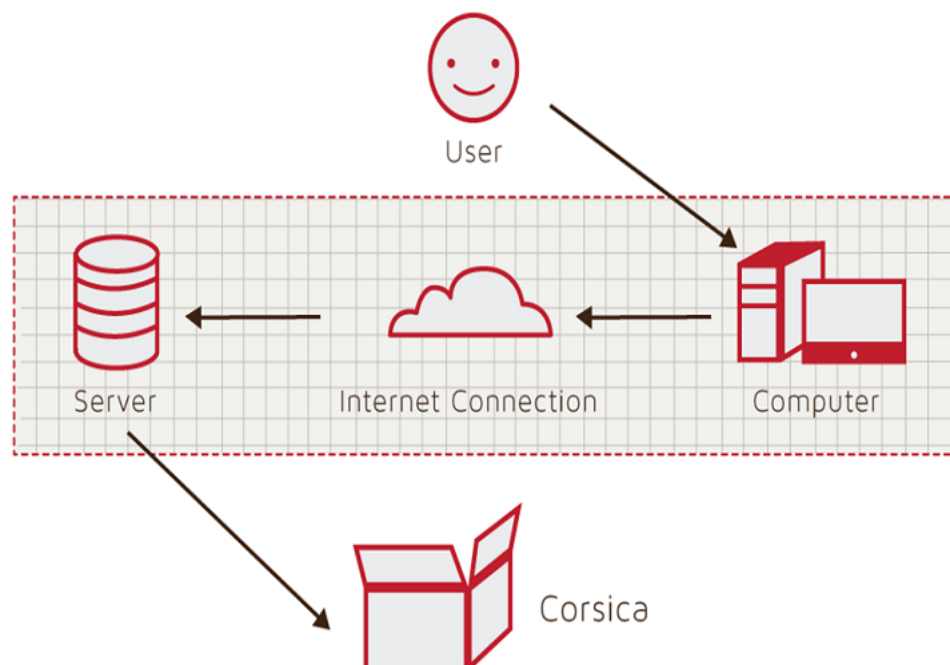 User
Server
Internet Connection
Computer
Corsica